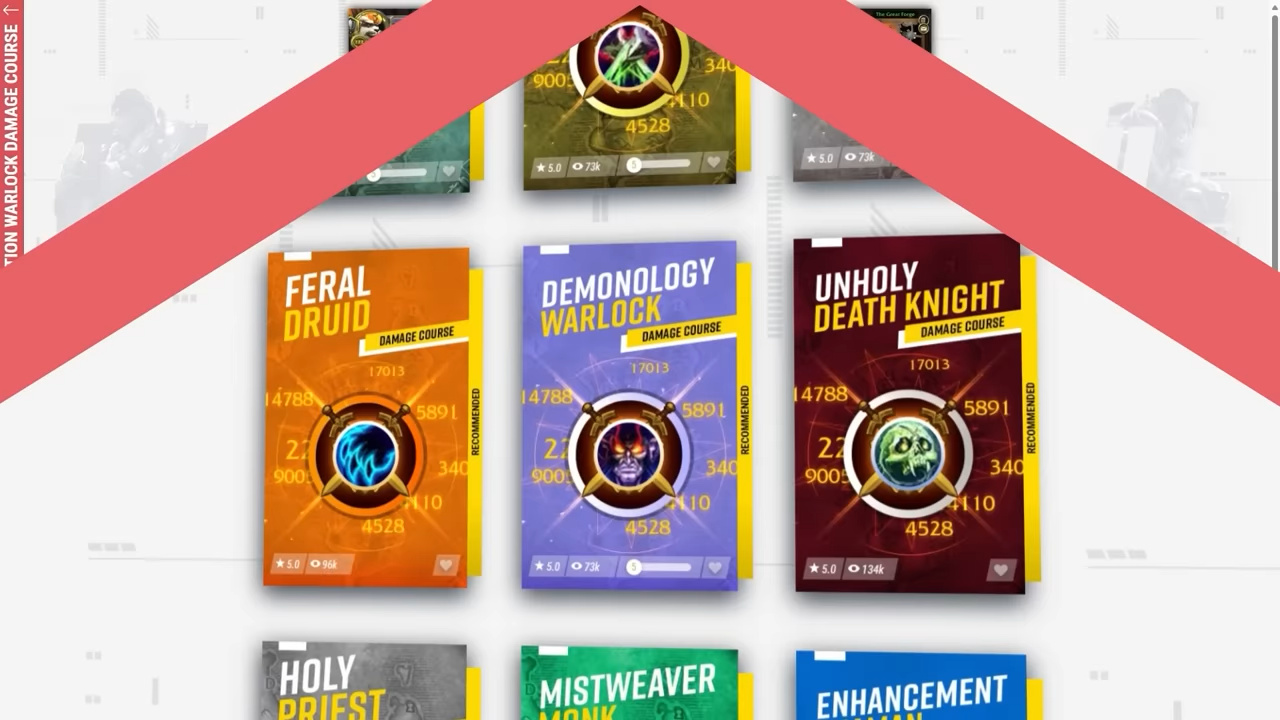 TION WARLOCK DAMAGE COURSE
The Great Forge
9005
340
4110
4528
5.0
73k
5
5.0
73k
5
FERAL
DRUID
DAMAGE COURSE
17013
14788
5891
22
9005
340
4110
4528
5.0
96k
RECOMMENDED
DEMONOLOGY
WARLOCK
DAMAGE COURSE
17013
14788
5891
22
9005
340
4110
4528
5.0
73k
5
RECOMMENDED
UNHOLY
DEATH KNIGHT
DAMAGE COURSE
17013
14788
5891
22
9005
340
4110
4528
5.0
134k
RECOMMENDED
HOLY
PRIEST
MISTWEAVER
MONK
ENHANCEMENT